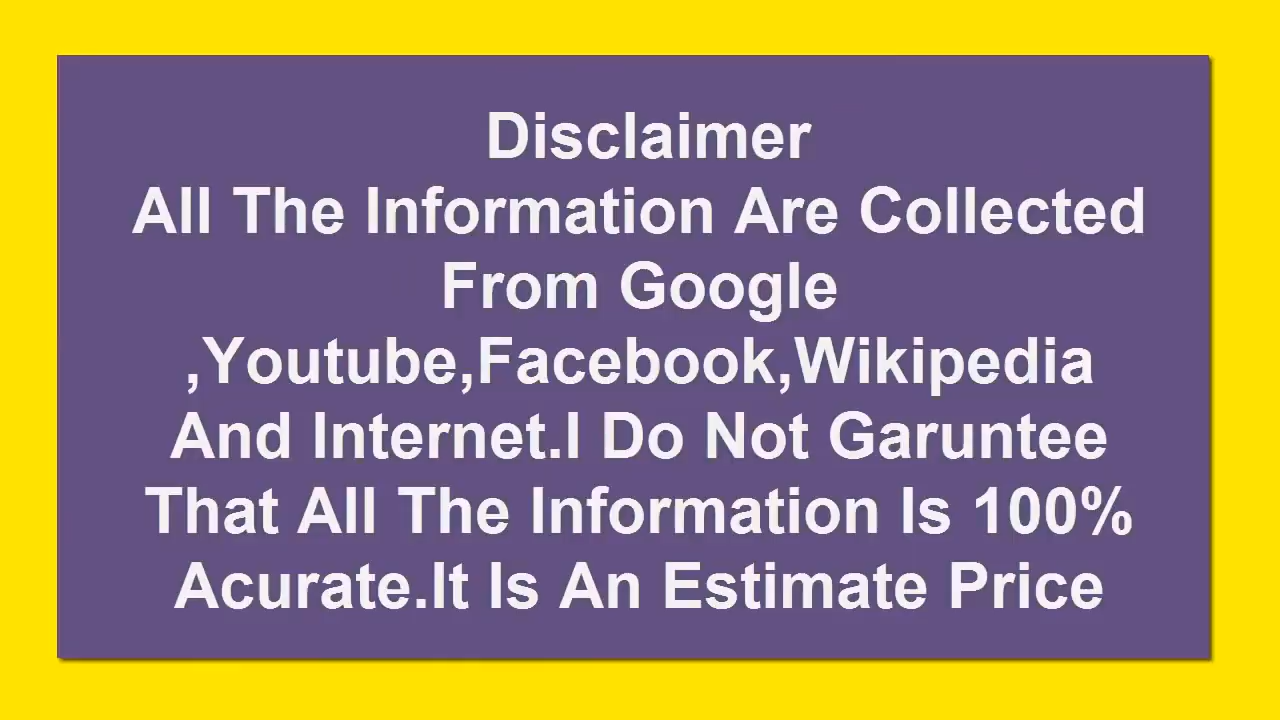 Disclaimer
All The Information Are Collected
From Google
,Youtube,Facebook,Wikipedia
And Internet.I Do Not Garuntee
That All The Information Is 100%
Acurate.It Is An Estimate Price